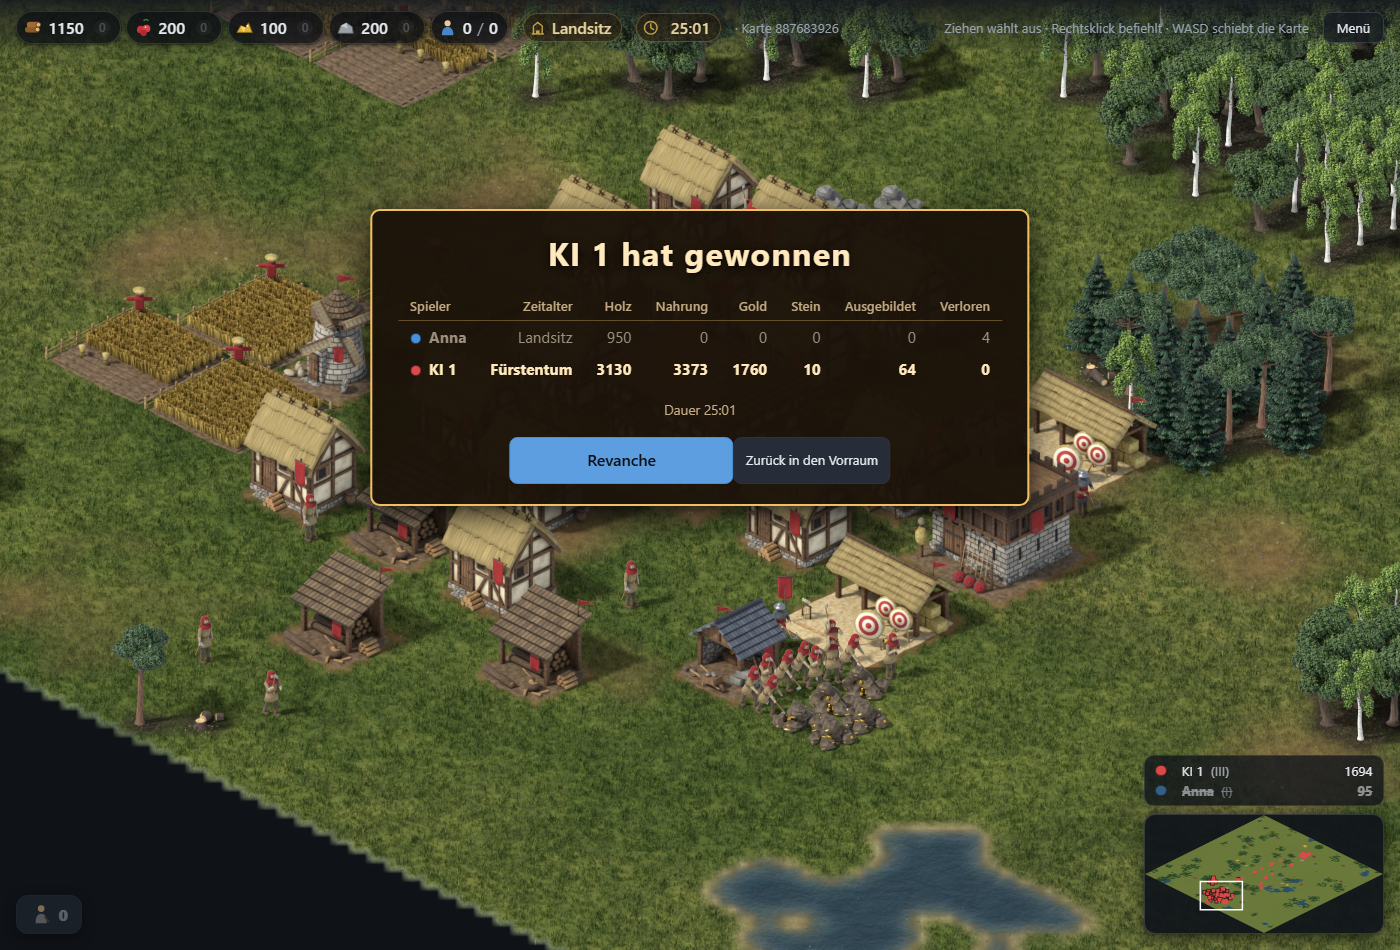 1150 0 200 0 100 0 200 0 0 / 0 Landsitz 25:01 · Karte 887683926 Ziehen wählt aus · Rechtsklick befiehlt · WASD schiebt die Karte Menü
KI 1 hat gewonnen
Spieler Zeitalter Holz Nahrung Gold Stein Ausgebildet Verloren
Anna Landsitz 950 0 0 0 0 4
KI 1 Fürstentum 3130 3373 1760 10 64 0
Dauer 25:01
Revanche Zurück in den Vorraum
KI 1 (III) 1694
Anna (I) 95
0